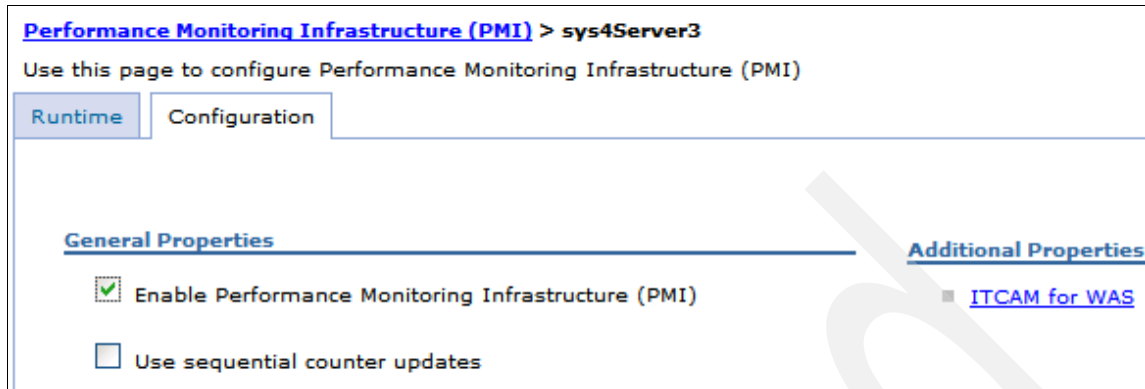 Performance Monitoring Infrastructure (PMI) > sys4Server3
Use this page to configure Performance Monitoring Infrastructure (PMI)
Runtime
Configuration
General Properties
Enable Performance Monitoring Infrastructure (PMI)
Use sequential counter updates
Additional Properties
ITCAM for WAS